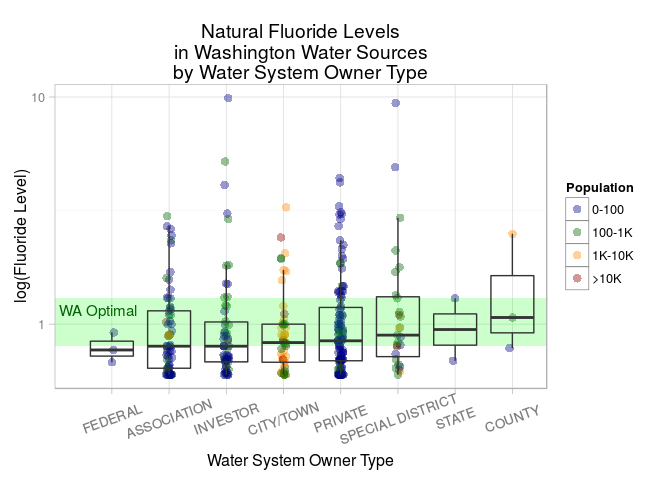 Natural Fluoride Levels
in Washington Water Sources
by Water System Owner Type
10
1
log(Fluoride Level)
WA Optimal
Population
0-100
100-1K
1K-10K
>10K
FEDERAL
ASSOCIATION
INVESTOR
CITY/TOWN
PRIVATE
SPECIAL DISTRICT
STATE
COUNTY
Water System Owner Type